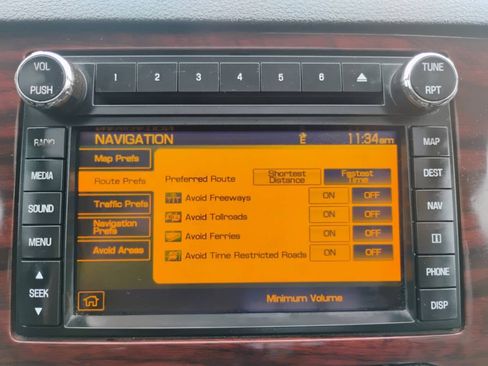 VOL
PUSH
1 2 3 4 5 6
TUNE
RPT
RADIO
MEDIA
SOUND
MENU
SEEK
NAVIGATION
E
11:34am
Map Prefs
Route Prefs
Traffic Prefs
Navigation
Prefs
Avoid Areas
Preferred Route
Shortest
Distance
Fastest
Time
Avoid Freeways ON OFF
Avoid Tollroads ON OFF
Avoid Ferries ON OFF
Avoid Time Restricted Roads ON OFF
Minimum Volume
MAP
DEST
NAV
i
PHONE
DISP